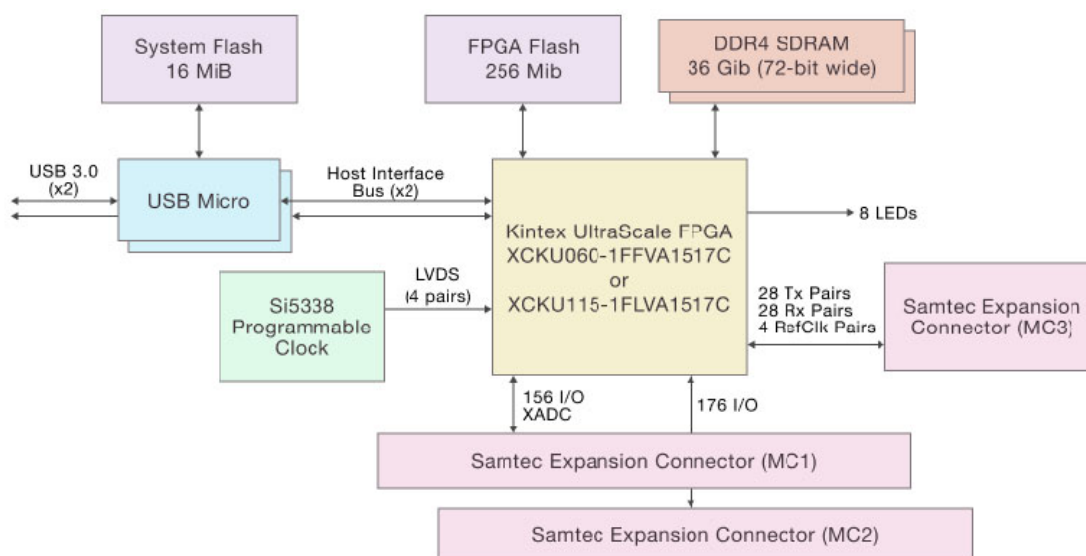 System Flash
16 MiB
FPGA Flash
256 Mib
DDR4 SDRAM
36 Gib (72-bit wide)
USB 3.0
(x2)
USB Micro
Host Interface
Bus (x2)
Kintex UltraScale FPGA
XCKU060-1FFVA1517C
or
XCKU115-1FLVA1517C
8 LEDs
Si5338
Programmable
Clock
LVDS
(4 pairs)
28 Tx Pairs
28 Rx Pairs
4 RefClk Pairs
Samtec Expansion
Connector (MC3)
156 I/O
XADC
176 I/O
Samtec Expansion Connector (MC1)
Samtec Expansion Connector (MC2)